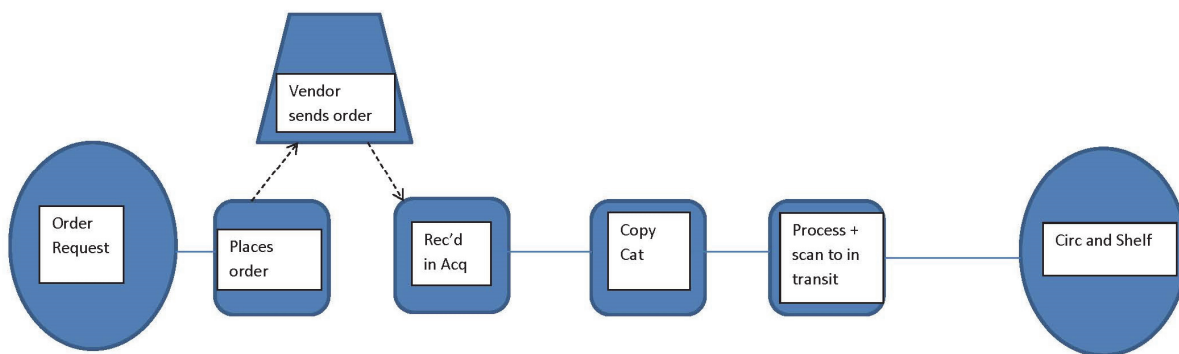 Vendor
sends order
Order
Request
Places
order
Rec'd
in Acq
Copy
Cat
Process +
scan to in
transit
Circ and Shelf